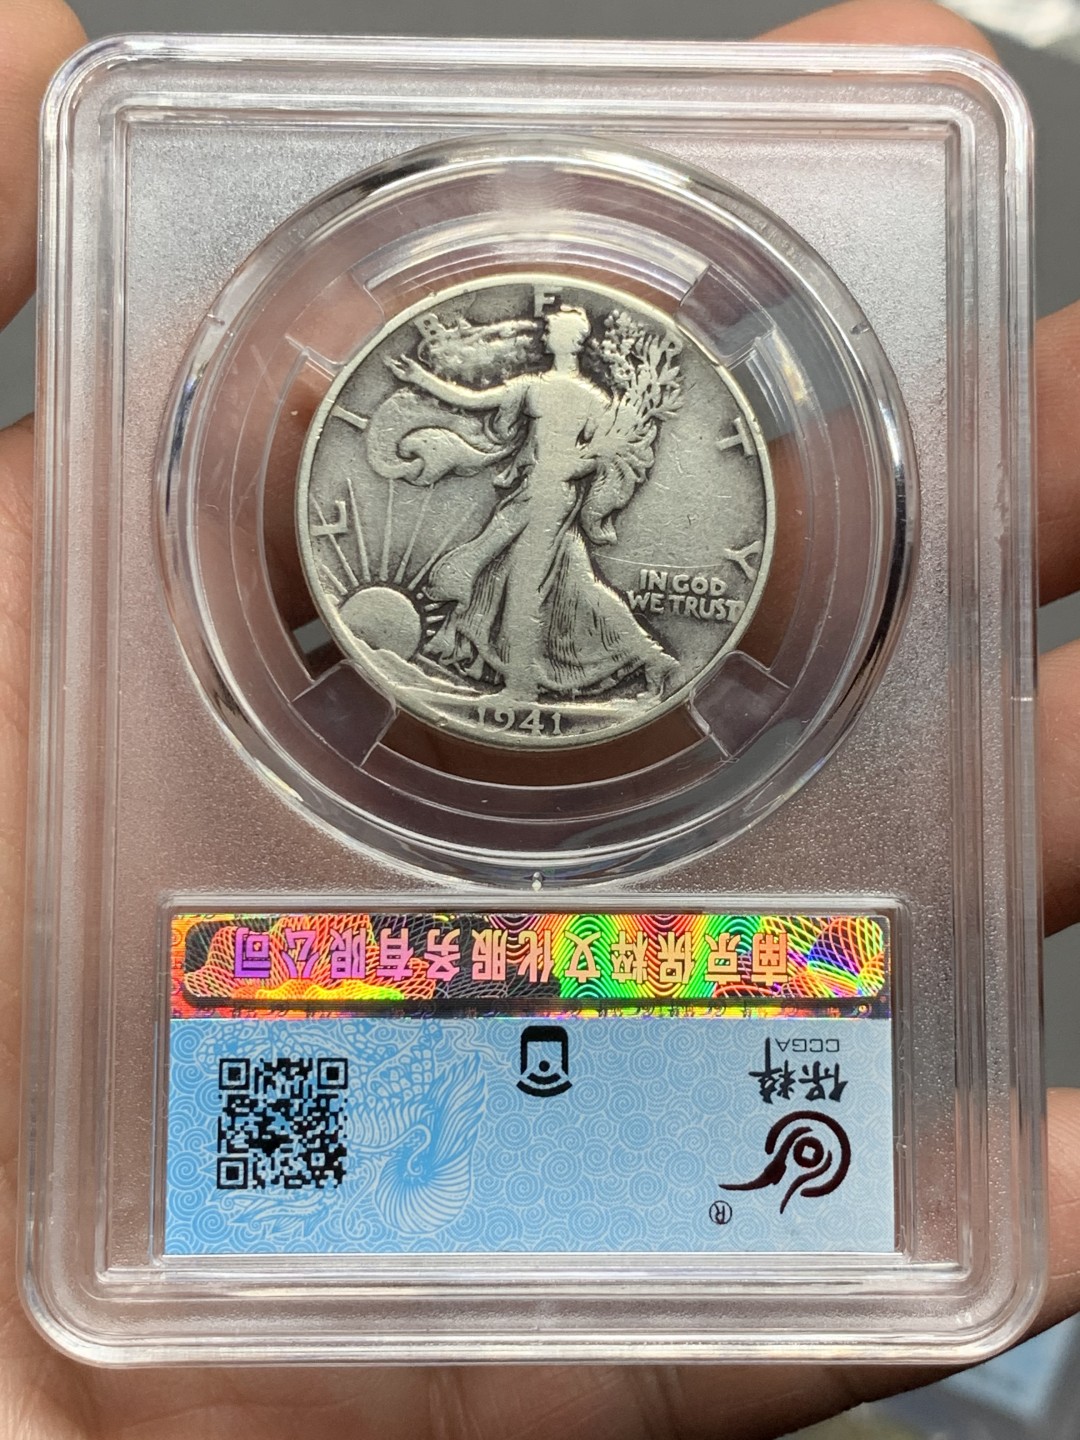 LIBERTY
IN GOD
WE TRUST
1941
南京保粹文化服务有限公司
保粹
CCGA
®